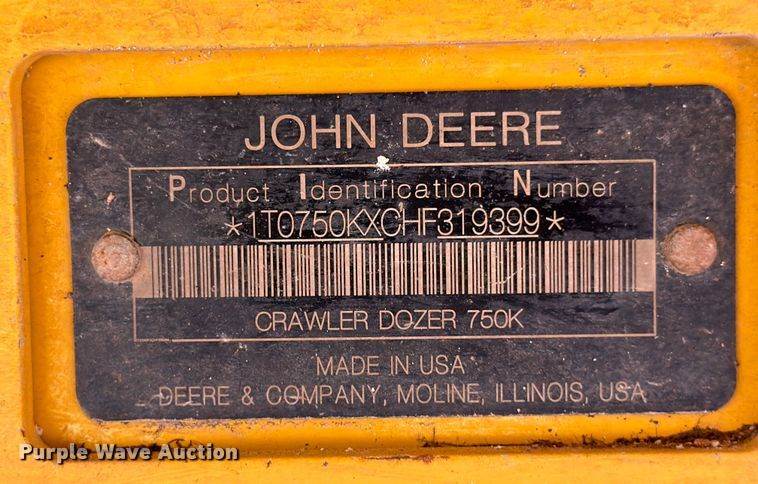 JOHN DEERE
Product Identification Number
*1T0750KXCHF319399*
CRAWLER DOZER 750K
MADE IN USA
DEERE & COMPANY, MOLINE, ILLINOIS, USA
Purple Wave Auction